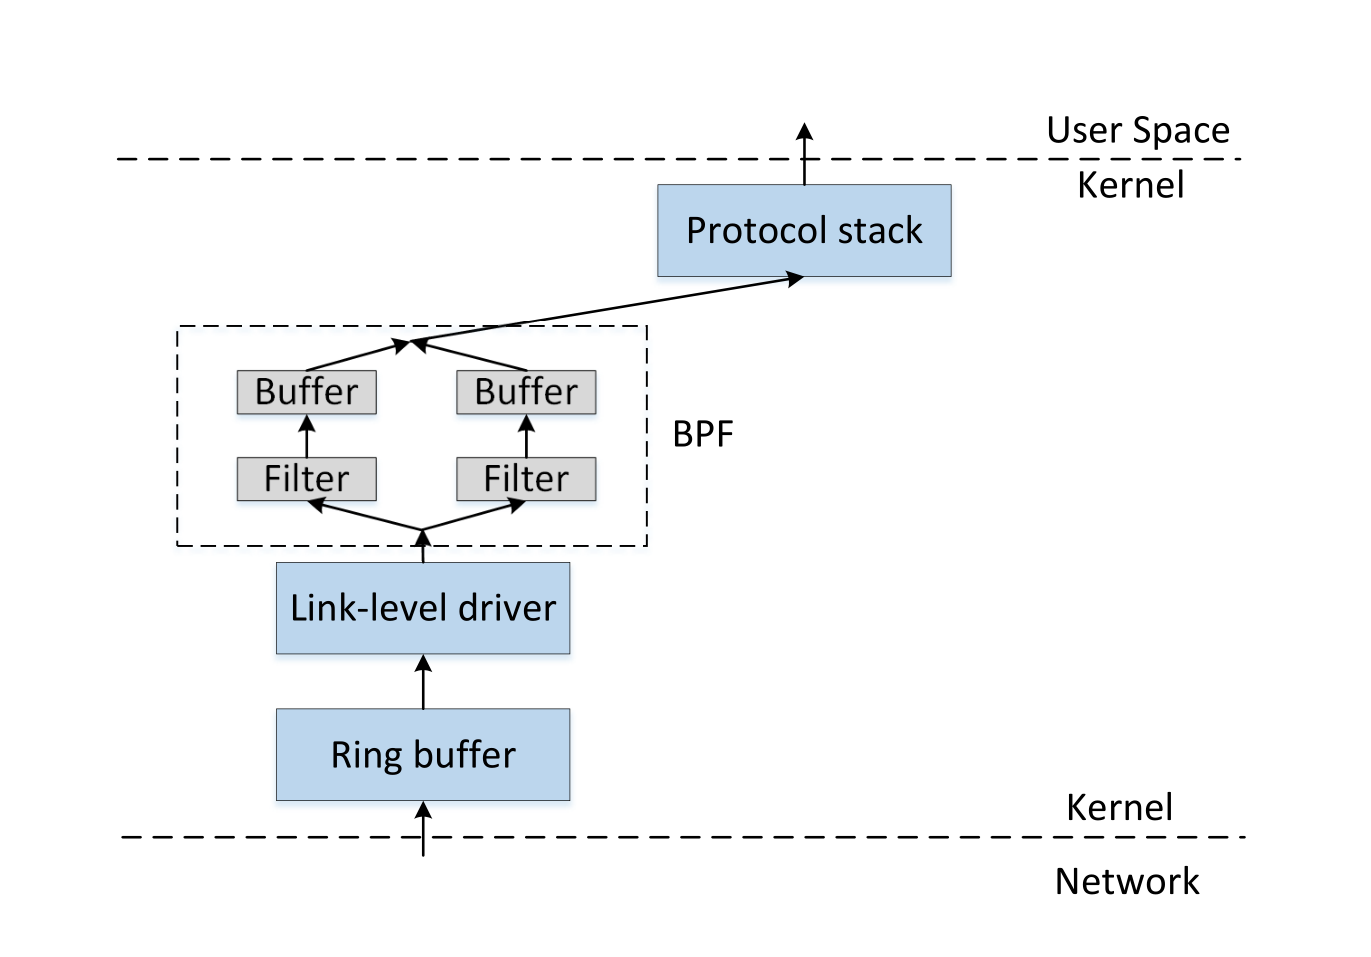 User Space
Kernel
Protocol stack
Buffer
Buffer
BPF
Filter
Filter
Link-level driver
Ring buffer
Kernel
Network